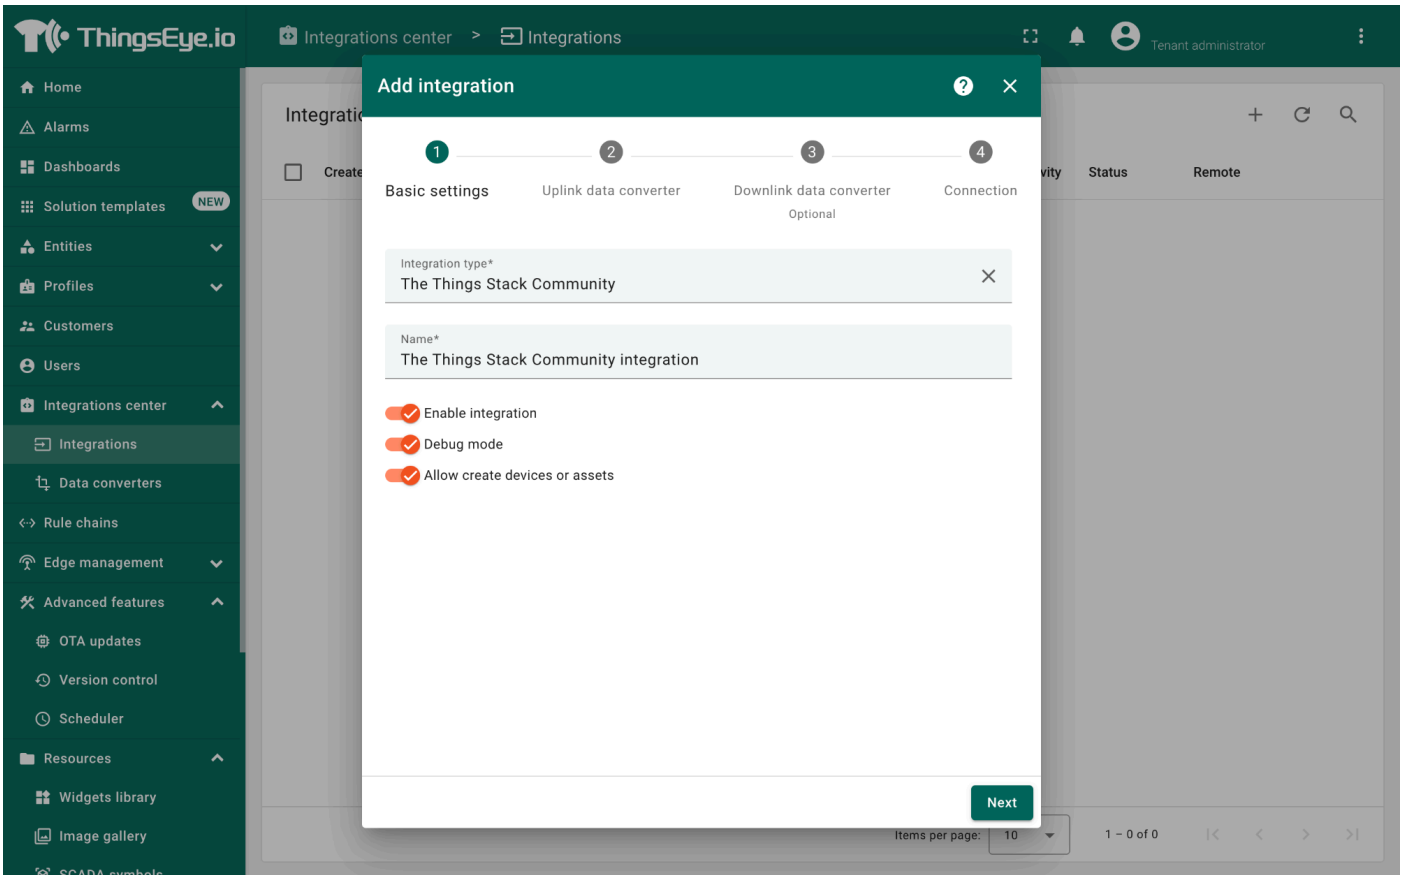 ThingsEye.io
Integrations center > Integrations
Tenant administrator
Home
Alarms
Dashboards
Solution templates NEW
Entities
Profiles
Customers
Users
Integrations center
Integrations
Data converters
Rule chains
Edge management
Advanced features
OTA updates
Version control
Scheduler
Resources
Widgets library
Image gallery
SCADA symbols
Add integration
1 2 3 4
Basic settings Uplink data converter Downlink data converter Connection
Optional
Integration type*
The Things Stack Community
Name*
The Things Stack Community integration
Enable integration
Debug mode
Allow create devices or assets
Next
Status Remote
Items per page: 10 1 – 0 of 0